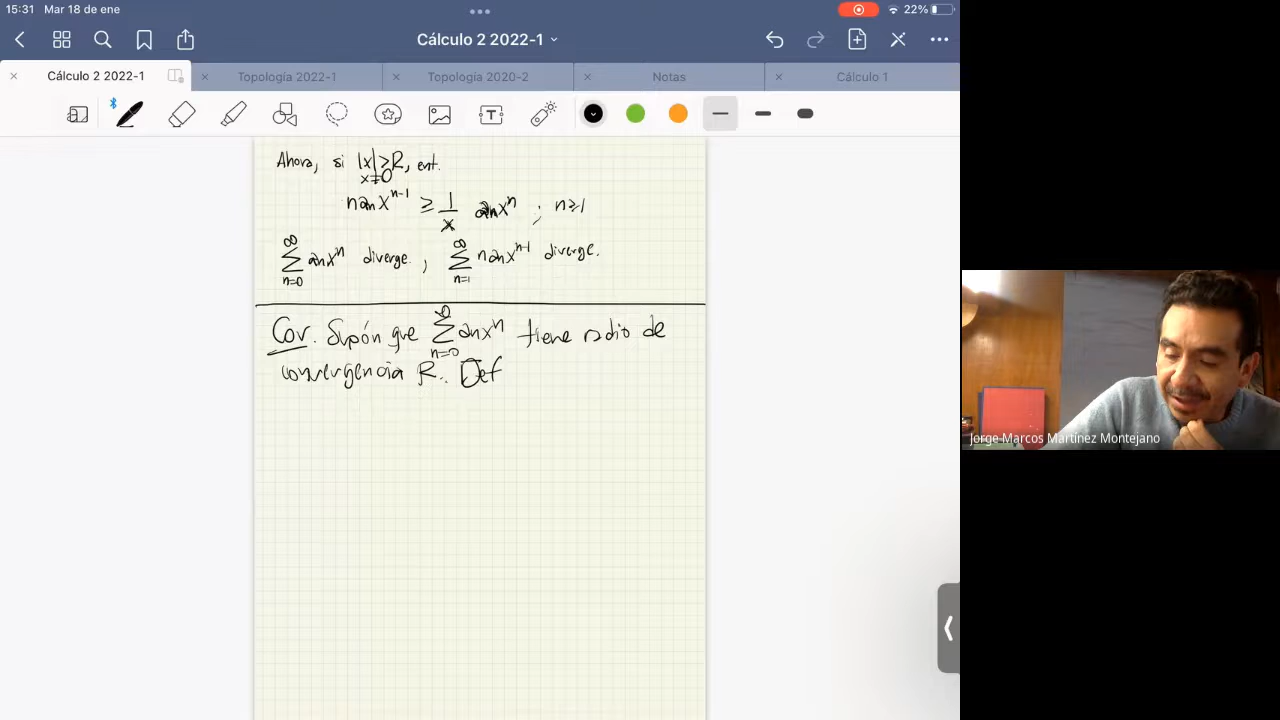 15:31 Mar 18 de ene 22%
Cálculo 2 2022-1
Cálculo 2 2022-1 Topología 2022-1 Topología 2020-2 Notas Cálculo 1
Ahora, si |x|>R, ent.
x≠0
nanx^{n-1} ≥ 1/x anx^n ; n≥1
∑_{n=0}^{∞} anx^n diverge, ∑_{n=1}^{∞} nanx^{n-1} diverge.
Cor. Supón que ∑_{n=0}^{∞} anx^n tiene radio de
convergencia R. Def
Jorge Marcos Martínez Montejano